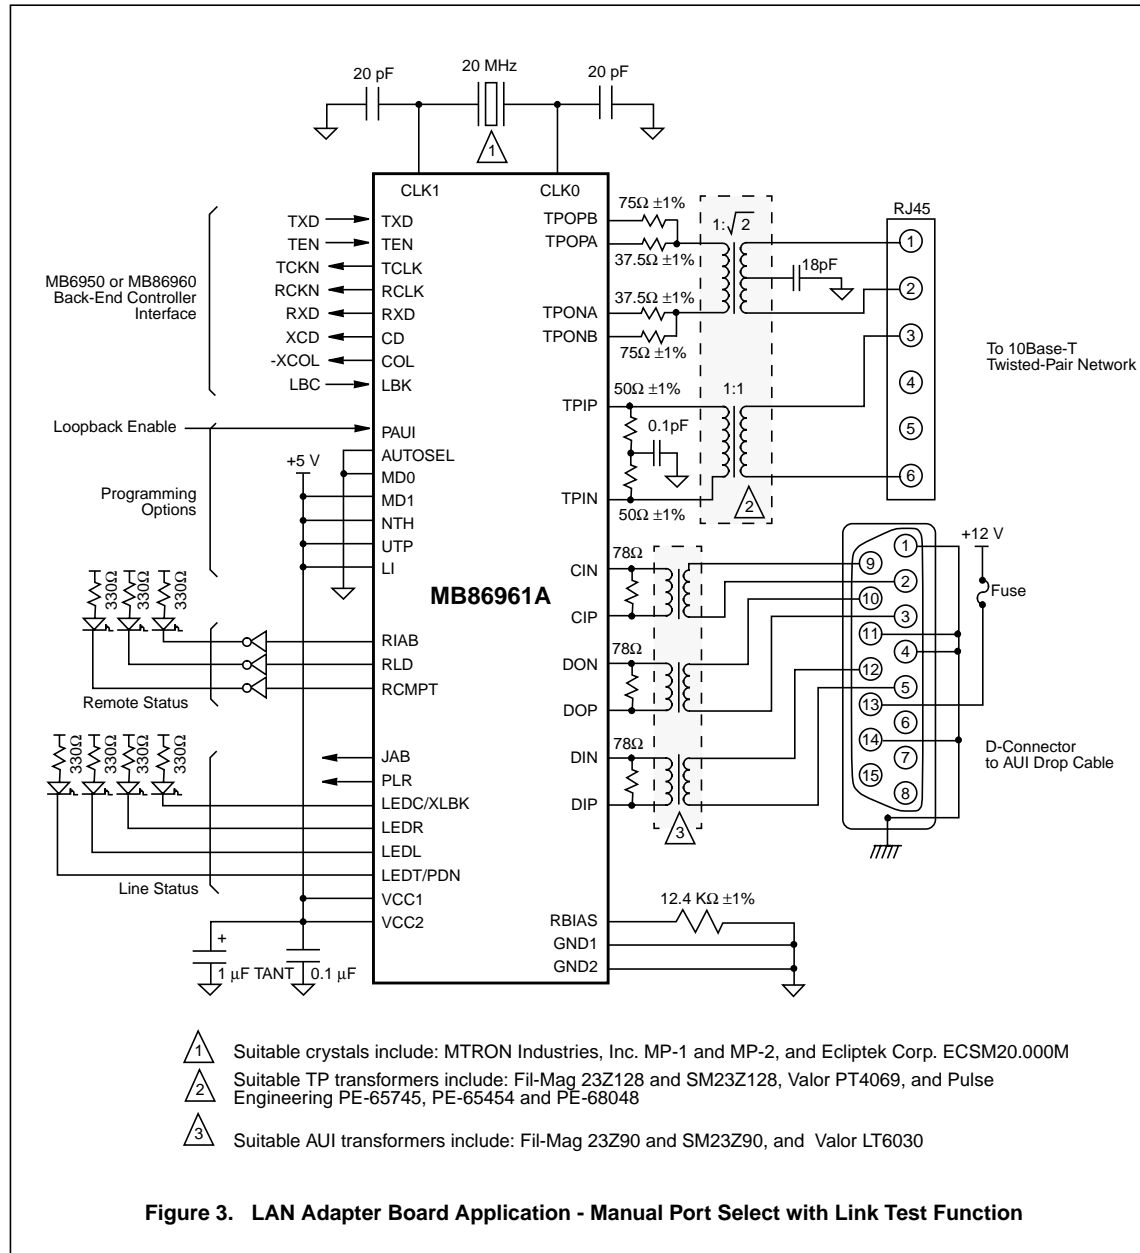 20 pF
20 MHz
20 pF
1
CLK1
CLK0
MB6950 or MB86960
Back-End Controller
Interface
TXD
TEN
TCKN
RCKN
RXD
XCD
-XCOL
LBC
TXD
TEN
TCLK
RCLK
RXD
CD
COL
LBK
Loopback Enable
PAUI
AUTOSEL
MD0
MD1
NTH
UTP
LI
+5 V
Programming
Options
MB86961A
330Ω
330Ω
330Ω
RIAB
RLD
RCMPT
Remote Status
330Ω
330Ω
330Ω
330Ω
JAB
PLR
LEDC/XLBK
LEDR
LEDL
LEDT/PDN
Line Status
VCC1
VCC2
+
1 µF TANT
0.1 µF
TPOPB
TPOPA
TPONA
TPONB
75Ω ±1%
37.5Ω ±1%
37.5Ω ±1%
75Ω ±1%
1:√2
18pF
TPIP
TPIN
50Ω ±1%
0.1pF
50Ω ±1%
1:1
2
RJ45
1
2
3
4
5
6
To 10Base-T
Twisted-Pair Network
CIN
CIP
DON
DOP
DIN
DIP
78Ω
78Ω
78Ω
3
1
9
2
10
3
11
4
12
5
13
6
14
7
15
8
+12 V
Fuse
D-Connector
to AUI Drop Cable
RBIAS
GND1
GND2
12.4 KΩ ±1%
1 Suitable crystals include: MTRON Industries, Inc. MP-1 and MP-2, and Ecliptek Corp. ECSM20.000M
2 Suitable TP transformers include: Fil-Mag 23Z128 and SM23Z128, Valor PT4069, and Pulse
Engineering PE-65745, PE-65454 and PE-68048
3 Suitable AUI transformers include: Fil-Mag 23Z90 and SM23Z90, and Valor LT6030
Figure 3. LAN Adapter Board Application - Manual Port Select with Link Test Function